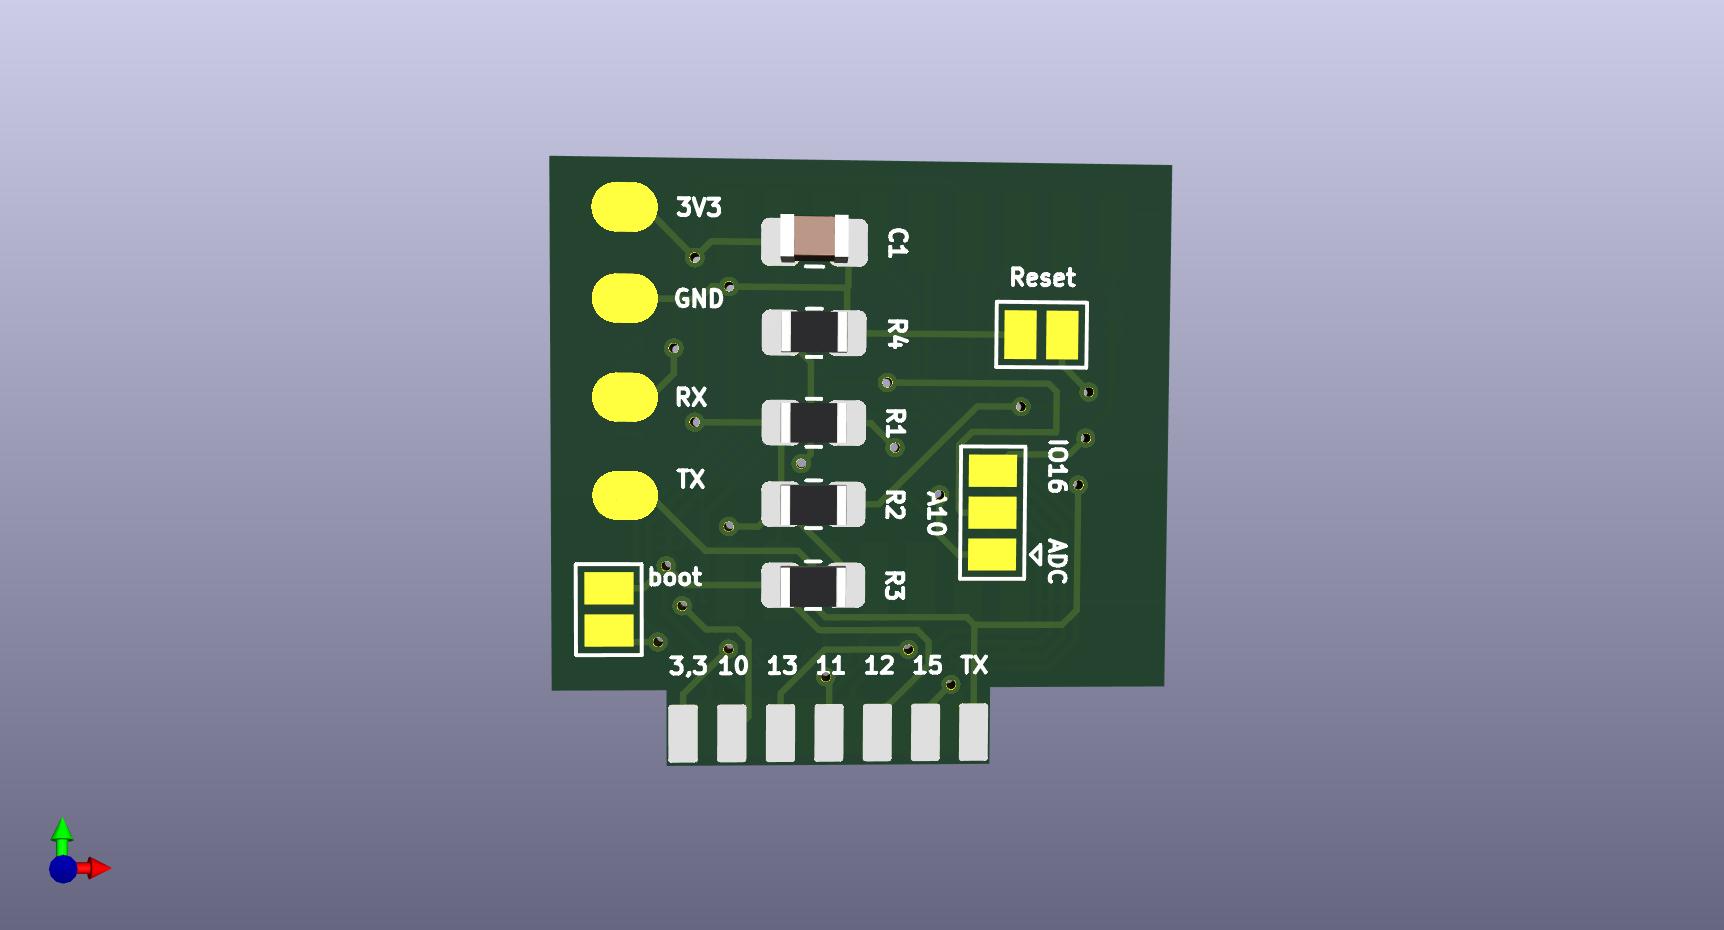 3V3
C1
Reset
GND
R4
RX
R1
IO16
TX
R2
A10
ADC
boot
R3
3,3 10 13 11 12 15 TX